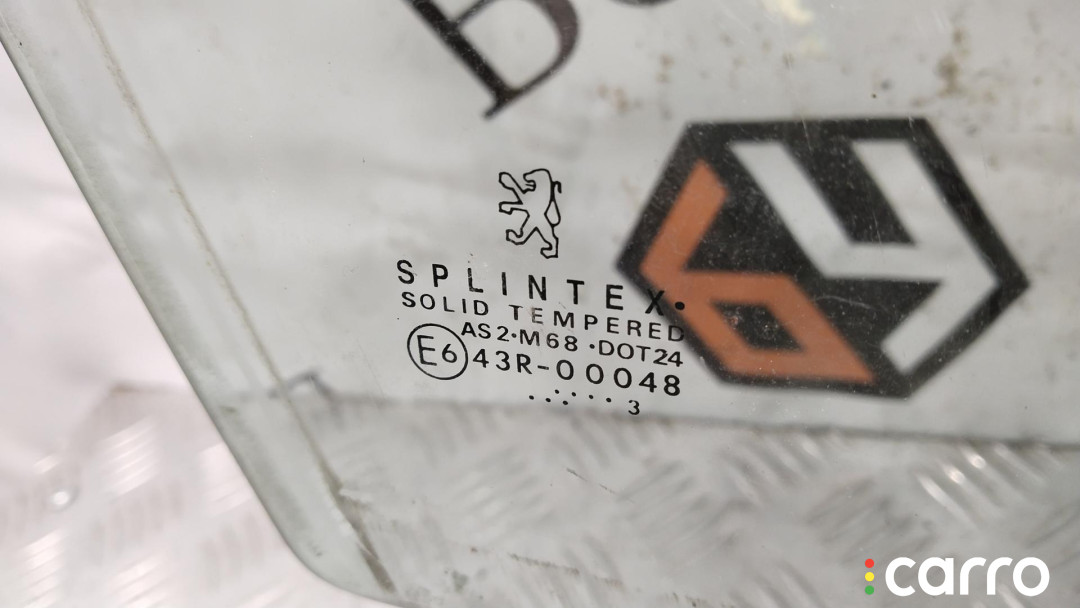 SPLINTEX•
SOLID TEMPERED
AS2•M68 •DOT24
E6 43R-00048
. . . . . . . 3
carro